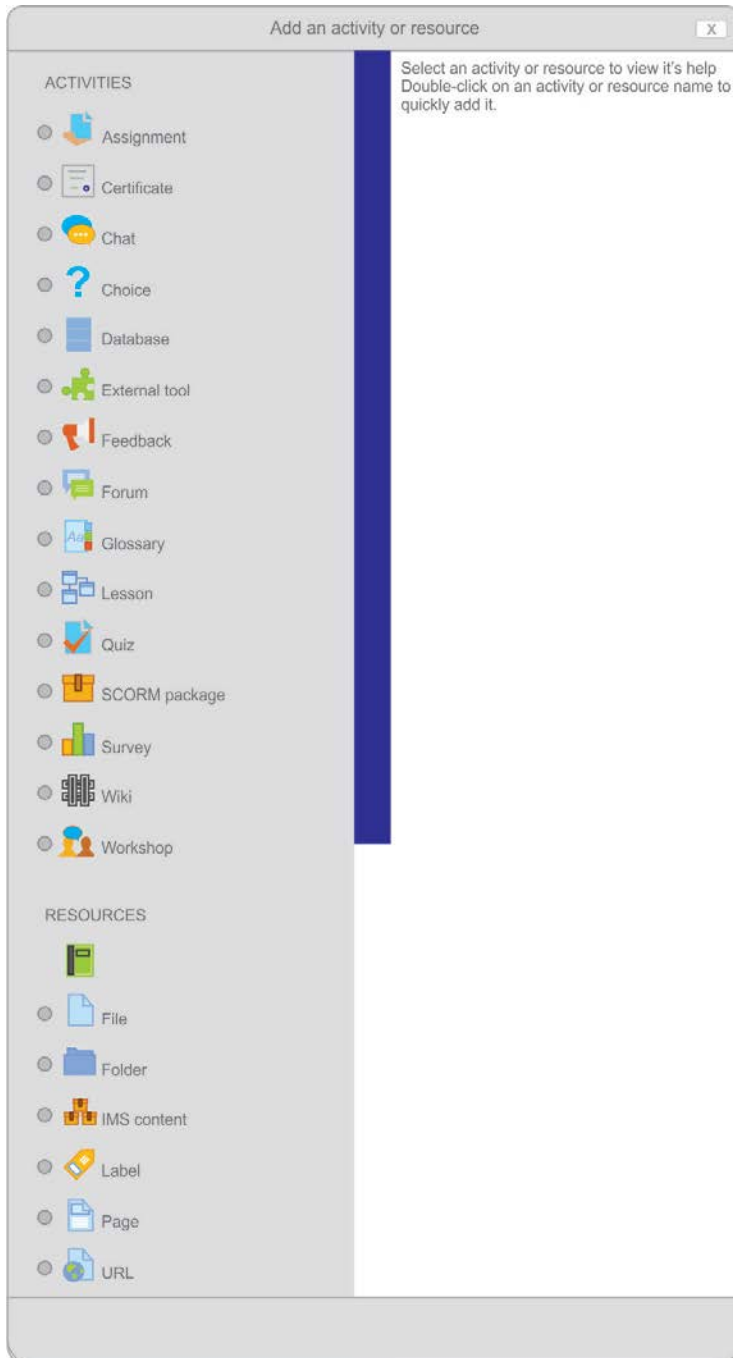 Add an activity or resource
X
Select an activity or resource to view it's help
Double-click on an activity or resource name to
quickly add it.
ACTIVITIES
Assignment
Certificate
Chat
Choice
Database
External tool
Feedback
Forum
Aa
Glossary
Lesson
Quiz
SCORM package
Survey
Wiki
Workshop
RESOURCES
File
Folder
IMS content
Label
Page
URL